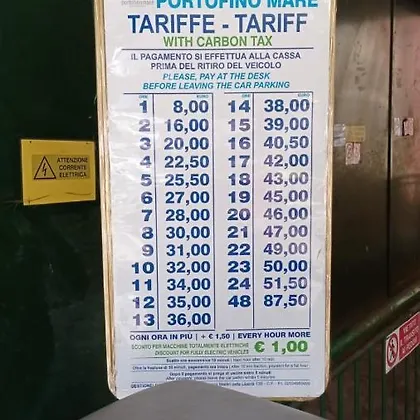 PORTOFINO MARE
TARIFFE - TARIFF
WITH CARBON TAX
IL PAGAMENTO SI EFFETTUA ALLA CASSA
PRIMA DEL RITIRO DEL VEICOLO
PLEASE, PAY AT THE DESK
BEFORE LEAVING THE CAR PARKING
ORE EURO ORE EURO
1 8,00 14 38,00
2 16,00 15 39,00
3 20,00 16 40,50
4 22,50 17 42,00
5 25,50 18 43,00
6 27,00 19 45,00
7 28,00 20 46,00
8 30,00 21 47,00
9 31,00 22 49,00
10 32,00 23 50,00
11 34,00 24 51,50
12 35,00 48 87,50
13 36,00
OGNI ORA IN PIU | + € 1,50 | EVERY HOUR MORE
SCONTO PER MACCHINE TOTALMENTE ELETTRICHE € 1,00
DISCOUNT FOR FULLY ELECTRIC VEHICLES
ATTENZIONE
CORRENTE
ELETTRICA